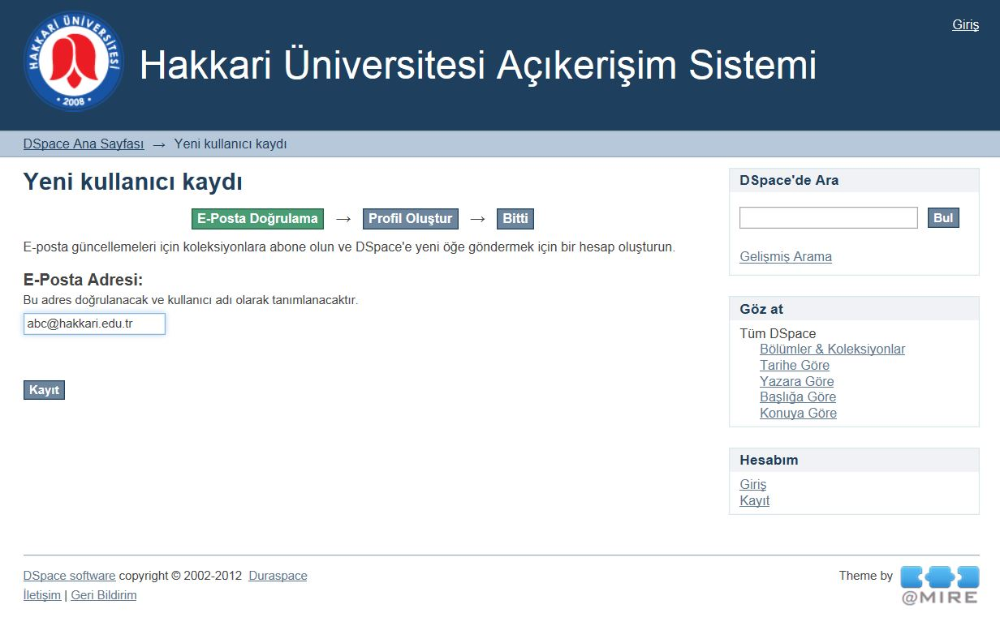 HAKKARİ ÜNİVERSİTESİ
• 2008 •
Giriş
Hakkari Üniversitesi Açıkerişim Sistemi
DSpace Ana Sayfası → Yeni kullanıcı kaydı
Yeni kullanıcı kaydı
E-Posta Doğrulama → Profil Oluştur → Bitti
E-posta güncellemeleri için koleksiyonlara abone olun ve DSpace'e yeni öğe göndermek için bir hesap oluşturun.
E-Posta Adresi:
Bu adres doğrulanacak ve kullanıcı adı olarak tanımlanacaktır.
abc@hakkari.edu.tr
Kayıt
DSpace'de Ara
Bul
Gelişmiş Arama
Göz at
Tüm DSpace
Bölümler & Koleksiyonlar
Tarihe Göre
Yazara Göre
Başlığa Göre
Konuya Göre
Hesabım
Giriş
Kayıt
DSpace software copyright © 2002-2012 Duraspace
İletişim | Geri Bildirim
Theme by
@MIRE